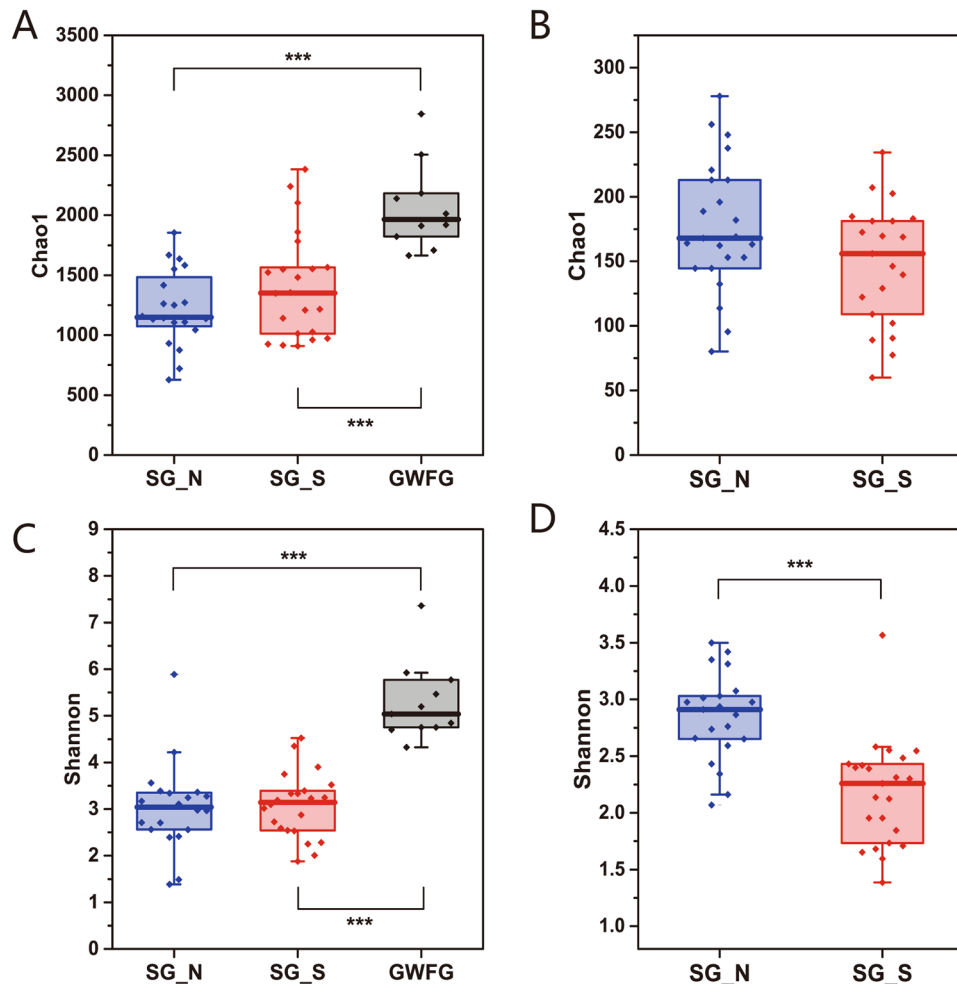 A
3500
3000
2500
2000
1500
1000
500
0
Chao1
***
***
SG_N
SG_S
GWFG
B
300
250
200
150
100
50
0
Chao1
SG_N
SG_S
C
9
8
7
6
5
4
3
2
1
0
Shannon
***
***
SG_N
SG_S
GWFG
D
4.5
4.0
3.5
3.0
2.5
2.0
1.5
1.0
Shannon
***
SG_N
SG_S